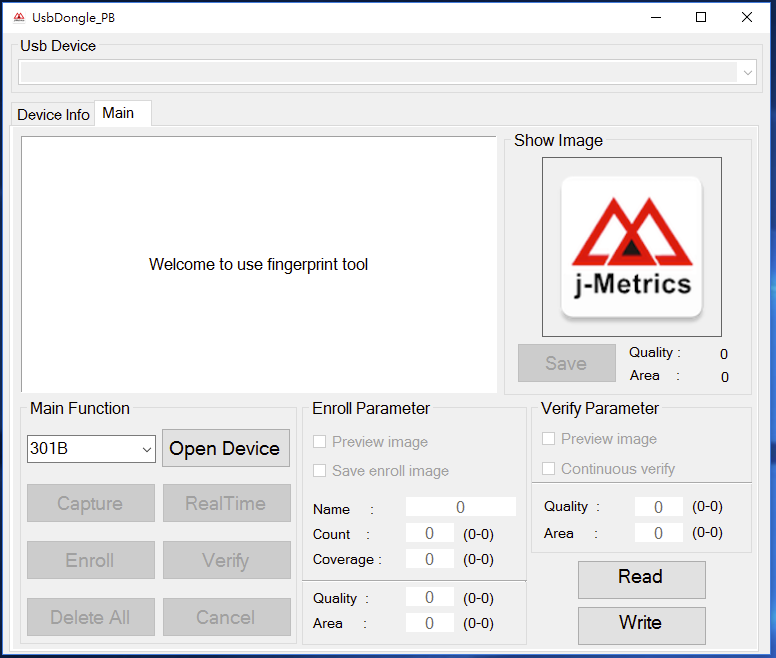 UsbDongle_PB
Usb Device
Device Info Main
Welcome to use fingerprint tool
Show Image
j-Metrics
Save
Quality : 0
Area : 0
Main Function
301B
Open Device
Capture
RealTime
Enroll
Verify
Delete All
Cancel
Enroll Parameter
Preview image
Save enroll image
Name : 0
Count : 0 (0-0)
Coverage : 0 (0-0)
Quality : 0 (0-0)
Area : 0 (0-0)
Verify Parameter
Preview image
Continuous verify
Quality : 0 (0-0)
Area : 0 (0-0)
Read
Write